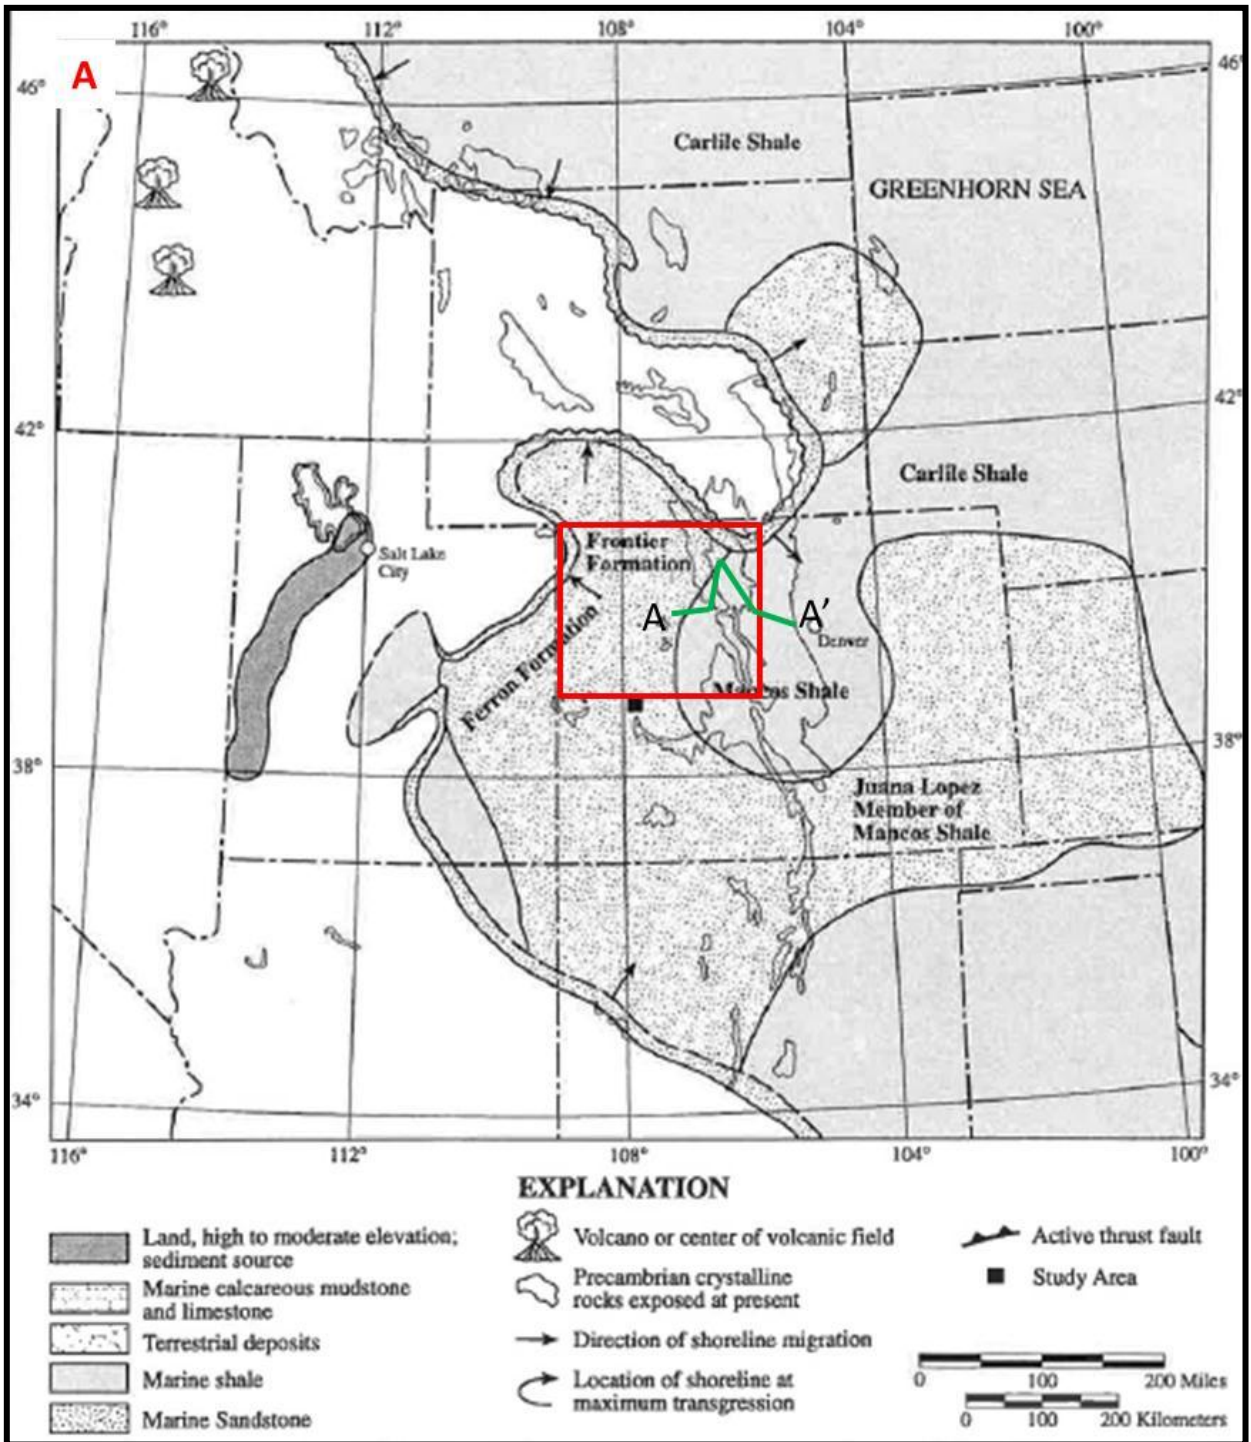 116°
112°
108°
104°
100°
A
46°
46°
Carlile Shale
GREENHORN SEA
42°
42°
Carlile Shale
Salt Lake
City
Frontier
Formation
A
A′
Denver
Ferron Formation
Mancos Shale
38°
38°
Juana Lopez
Member of
Mancos Shale
34°
34°
116°
112°
108°
104°
100°
EXPLANATION
Land, high to moderate elevation;
sediment source
Marine calcareous mudstone
and limestone
Terrestrial deposits
Marine shale
Marine Sandstone
Volcano or center of volcanic field
Precambrian crystalline
rocks exposed at present
Direction of shoreline migration
Location of shoreline at
maximum transgression
Active thrust fault
Study Area
0 100 200 Miles
0 100 200 Kilometers